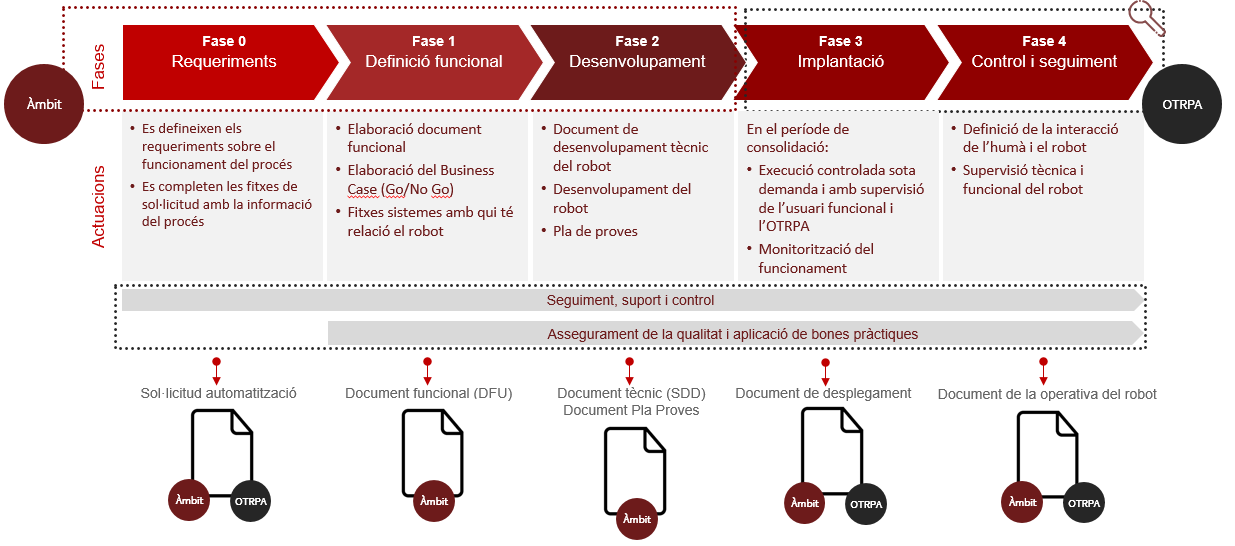 Fases
Fase 0
Requeriments
Fase 1
Definició funcional
Fase 2
Desenvolupament
Fase 3
Implantació
Fase 4
Control i seguiment
Àmbit
OTRPA
Actuacions
• Es defineixen els
requeriments sobre el
funcionament del procés
• Es completen les fitxes de
sol·licitud amb la informació
del procés
• Elaboració document
funcional
• Elaboració del Business
Case (Go/No Go)
• Fitxes sistemes amb qui té
relació el robot
• Document de
desenvolupament tècnic
del robot
• Desenvolupament del
robot
• Pla de proves
En el període de
consolidació:
• Execució controlada sota
demanda i amb supervisió
de l’usuari funcional i
l’OTRPA
• Monitorització del
funcionament
• Definició de la interacció
de l’humà i el robot
• Supervisió tècnica i
funcional del robot
Seguiment, suport i control
Assegurament de la qualitat i aplicació de bones pràctiques
Sol·licitud automatització
Document funcional (DFU)
Document tècnic (SDD)
Document Pla Proves
Document de desplegament
Document de la operativa del robot
Àmbit
OTRPA
Àmbit
Àmbit
Àmbit
OTRPA
Àmbit
OTRPA